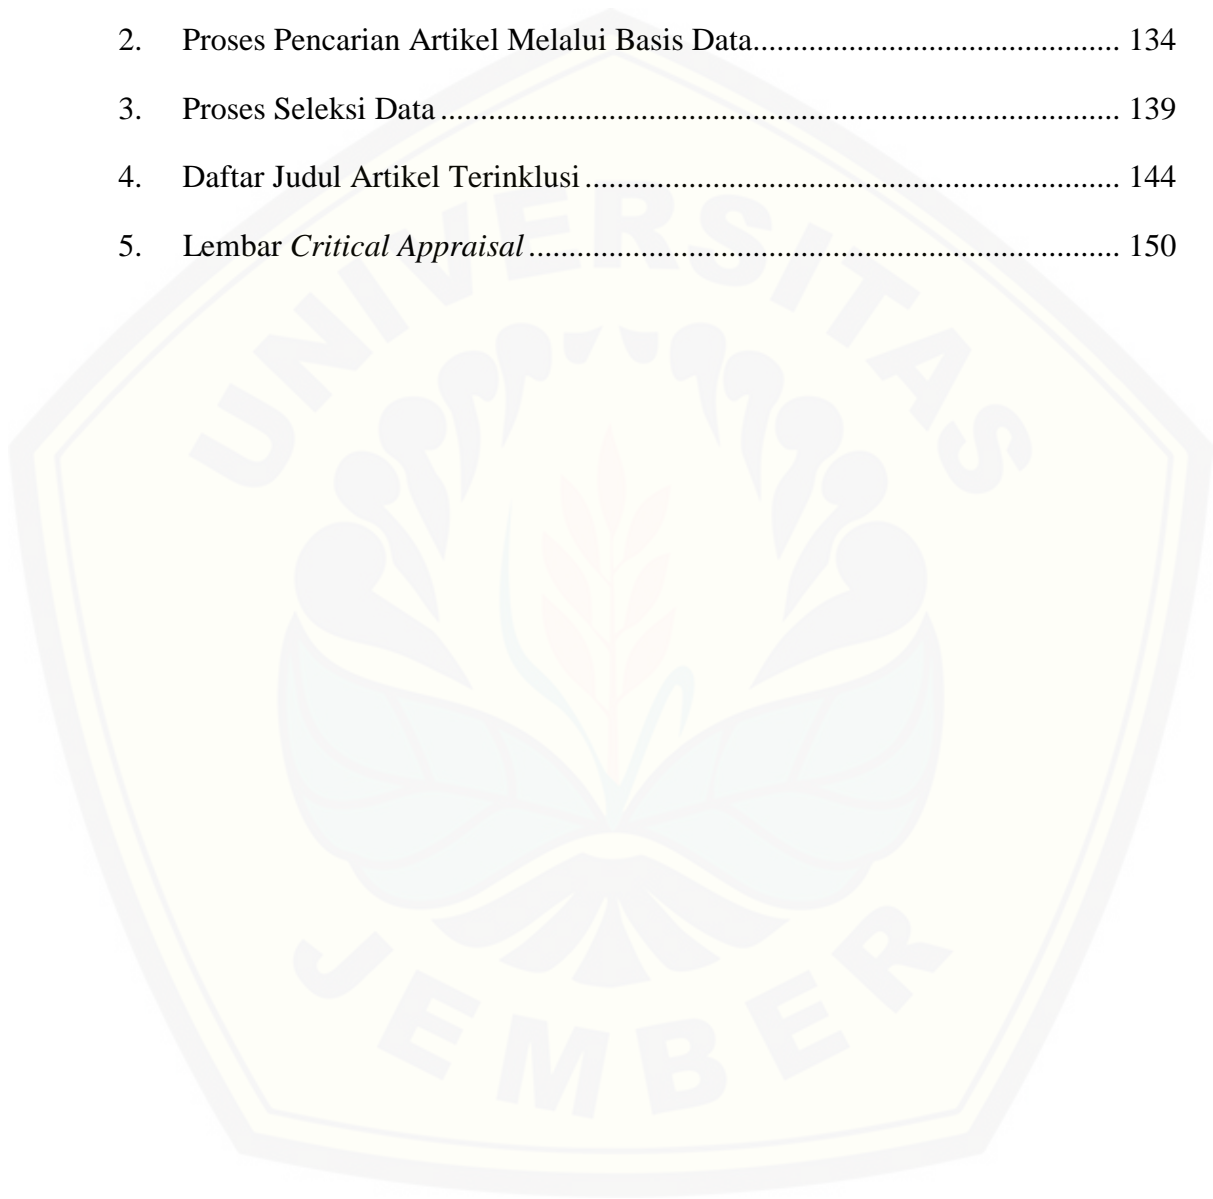 2. Proses Pencarian Artikel Melalui Basis Data..................................... 134
3. Proses Seleksi Data ................................................................................ 139
4. Daftar Judul Artikel Terinklusi ............................................................... 144
5. Lembar Critical Appraisal ...................................................................... 150
UNIVERSITAS
JEMBER